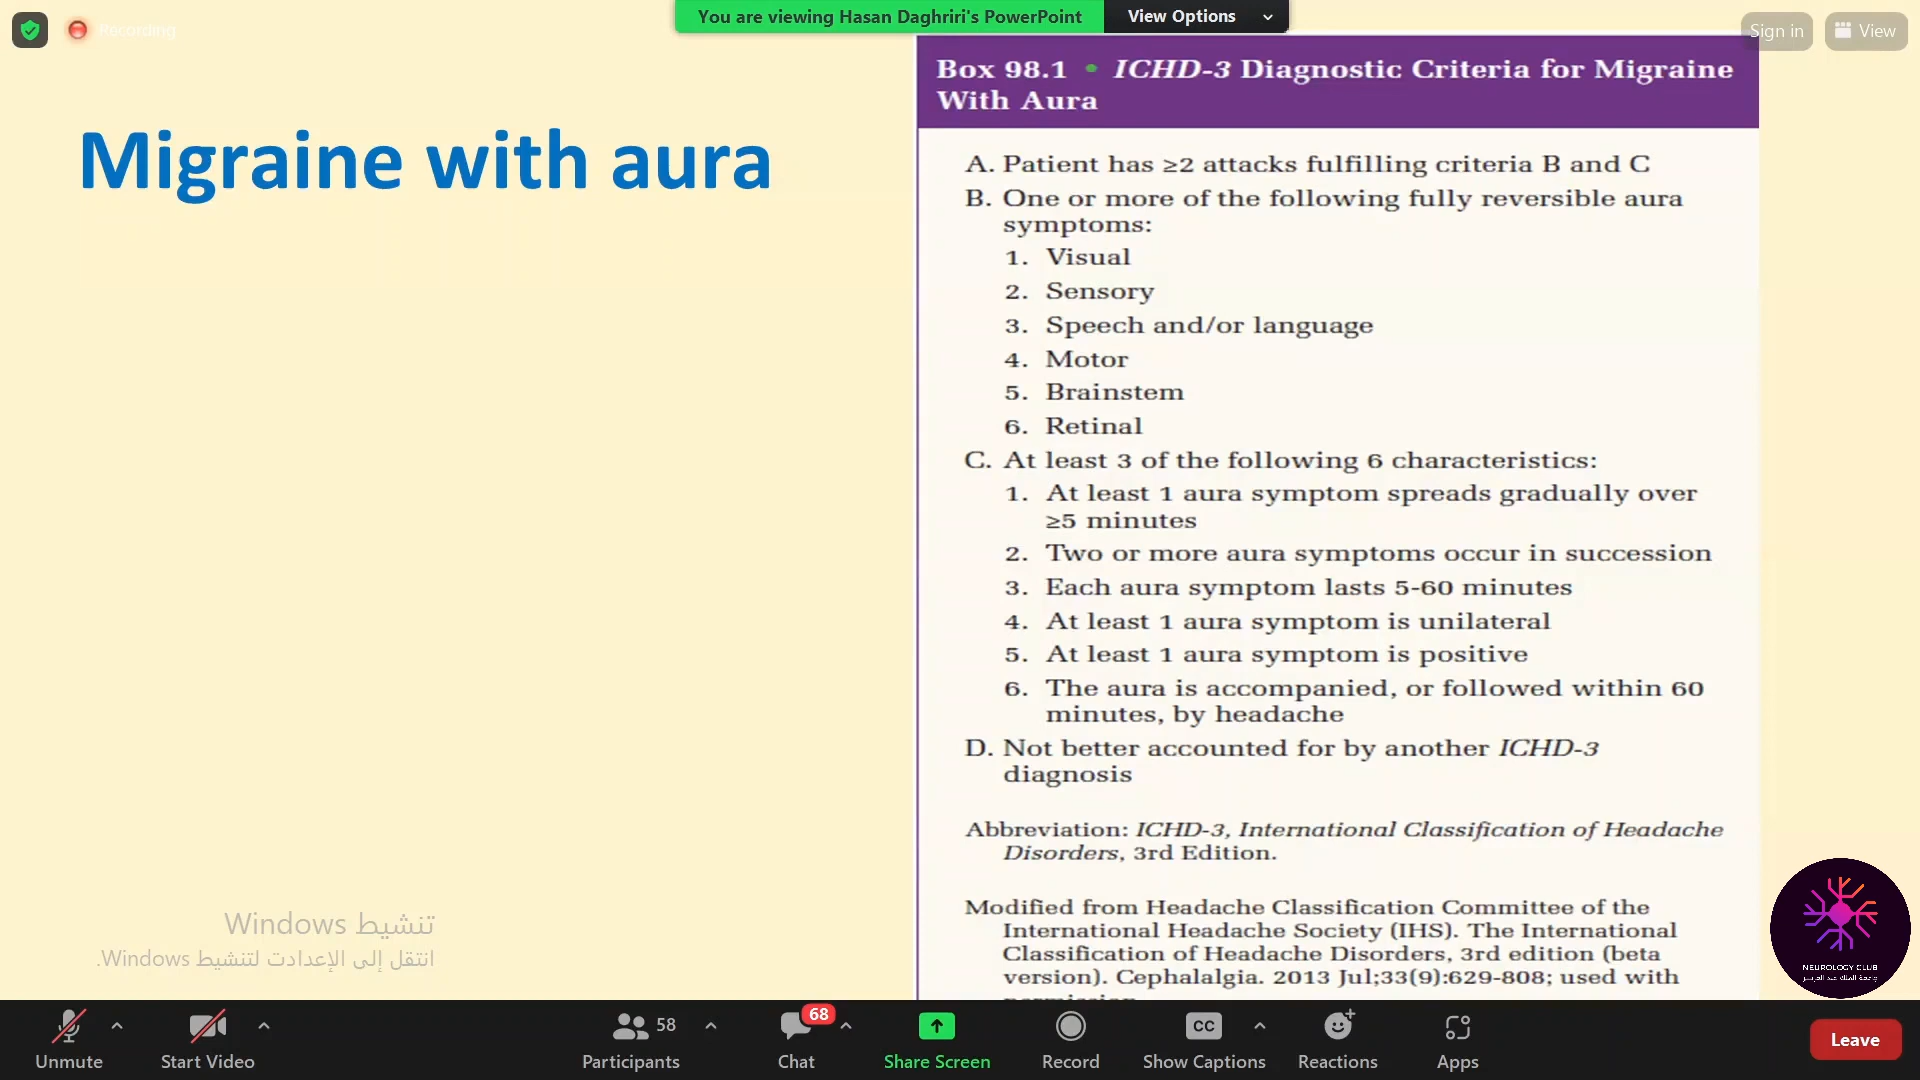 You are viewing Hasan Daghriri's PowerPoint
View Options
Recording
Sign in
View
Migraine with aura
Box 98.1 • ICHD-3 Diagnostic Criteria for Migraine
With Aura
A. Patient has ≥2 attacks fulfilling criteria B and C
B. One or more of the following fully reversible aura
symptoms:
1. Visual
2. Sensory
3. Speech and/or language
4. Motor
5. Brainstem
6. Retinal
C. At least 3 of the following 6 characteristics:
1. At least 1 aura symptom spreads gradually over
≥5 minutes
2. Two or more aura symptoms occur in succession
3. Each aura symptom lasts 5-60 minutes
4. At least 1 aura symptom is unilateral
5. At least 1 aura symptom is positive
6. The aura is accompanied, or followed within 60
minutes, by headache
D. Not better accounted for by another ICHD-3
diagnosis
Abbreviation: ICHD-3, International Classification of Headache
Disorders, 3rd Edition.
Modified from Headache Classification Committee of the
International Headache Society (IHS). The International
Classification of Headache Disorders, 3rd edition (beta
version). Cephalalgia. 2013 Jul;33(9):629-808; used with
تنشيط Windows
انتقل إلى الإعدادت لتنشيط Windows.
NEUROLOGY CLUB
Unmute
Start Video
58
Participants
68
Chat
Share Screen
Record
CC
Show Captions
Reactions
Apps
Leave